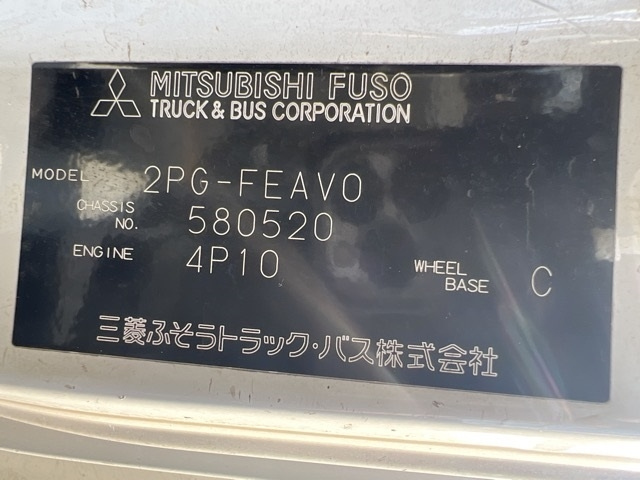 MITSUBISHI FUSO
TRUCK & BUS CORPORATION
MODEL 2PG-FEAV0
CHASSIS NO. 580520
ENGINE 4P10
WHEEL BASE C
三菱ふそうトラック・バス株式会社